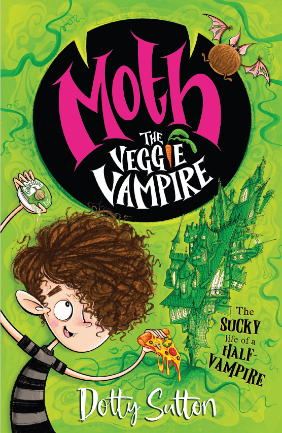 Moth
THE
VEGGIE
VAMPIRE
The
SUCKY
life of a
HALF-
VAMPIRE
Dotty Sutton